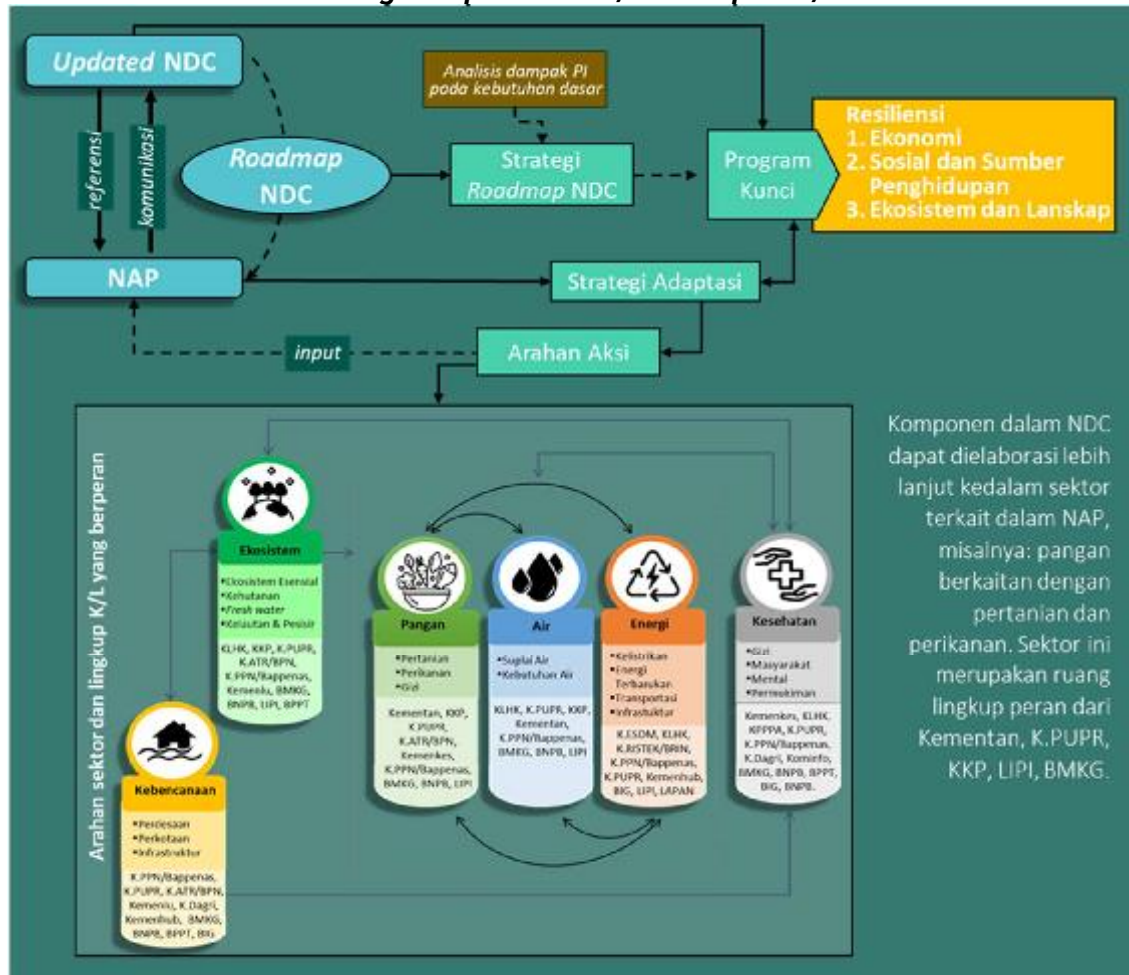 Updated NDC
Analisis dampak PI
pada kebutuhan dasar
referensi
komunikasi
Roadmap
NDC
Strategi
Roadmap NDC
Program
Kunci
Resiliensi
1. Ekonomi
2. Sosial dan Sumber
Penghidupan
3. Ekosistem dan Lanskap
NAP
Strategi Adaptasi
input
Arahan Aksi
Arahan sektor dan lingkup K/L yang berperan
Ekosistem
•Ekosistem Esensial
•Kehutanan
•Fresh water
•Kelautan & Pesisir
KLHK, KKP, K.PUPR,
K.ATR/BPN,
K.PPN/Bappenas,
Kemenlu, BMKG,
BNPB, LIPI, BPPT
Kebencanaan
•Perdesaan
•Perkotaan
•Infrastruktur
K.PPN/Bappenas,
K.PUPR, K.ATR/BPN,
Kemenlu, K.Dagri,
Kemenhub, BMKG,
BNPB, BPPT, BIG
Pangan
•Pertanian
•Perikanan
•Gizi
Kementan, KKP,
K.PUPR,
K.ATR/BPN,
Kemenkes,
K.PPN/Bappenas,
BMKG, BNPB, LIPI
Air
•Suplai Air
•Kebutuhan Air
KLHK, K.PUPR, KKP,
Kementan,
K.PPN/Bappenas,
BMKG, BNPB, LIPI
Energi
•Kelistrikan
•Energi
Terbarukan
•Transportasi
•Infrastuktur
K.ESDM, KLHK,
K.RISTEK/BRIN,
K.PPN/Bappenas,
K.PUPR, Kemenhub,
BIG, LIPI, LAPAN
Kesehatan
•Gizi
•Masyarakat
•Mental
•Permukiman
Kemenkes, KLHK,
KPPPA, K.PUPR,
K.PPN/Bappenas,
K.Dagri, Kominfo,
BMKG, BNPB, BPPT,
BIG, BNPB.
Komponen dalam NDC
dapat dielaborasi lebih
lanjut kedalam sektor
terkait dalam NAP,
misalnya: pangan
berkaitan dengan
pertanian dan
perikanan. Sektor ini
merupakan ruang
lingkup peran dari
Kementan, K.PUPR,
KKP, LIPI, BMKG.